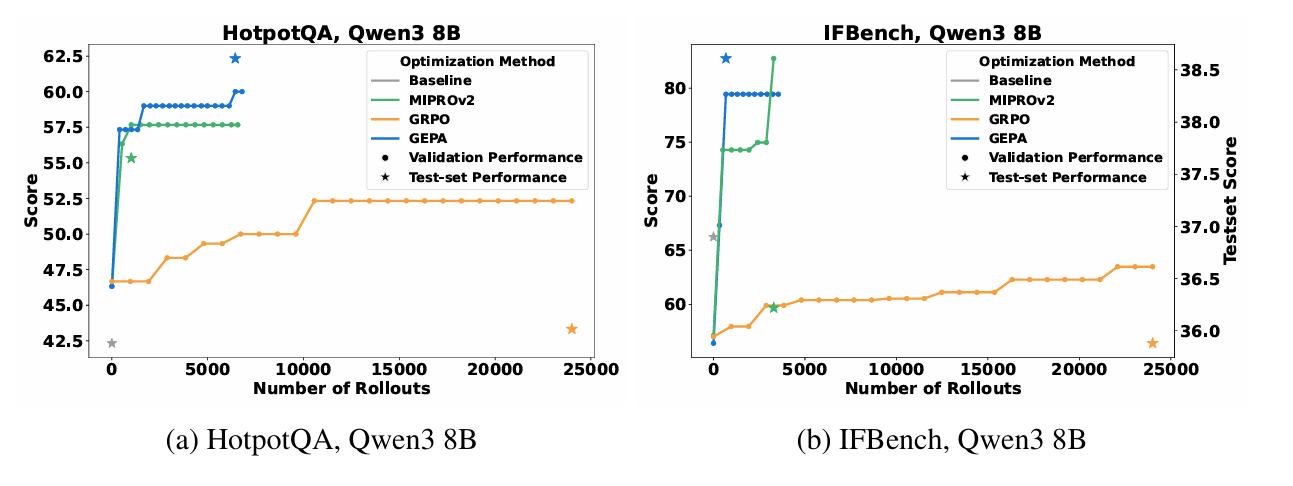 HotpotQA, Qwen3 8B
62.5
60.0
57.5
55.0
52.5
50.0
47.5
45.0
42.5
Score
0
5000
10000
15000
20000
25000
Number of Rollouts
Optimization Method
Baseline
MIPROv2
GRPO
GEPA
Validation Performance
Test-set Performance
(a) HotpotQA, Qwen3 8B
IFBench, Qwen3 8B
80
75
70
65
60
Score
0
5000
10000
15000
20000
25000
Number of Rollouts
38.5
38.0
37.5
37.0
36.5
36.0
Testset Score
Optimization Method
Baseline
MIPROv2
GRPO
GEPA
Validation Performance
Test-set Performance
(b) IFBench, Qwen3 8B